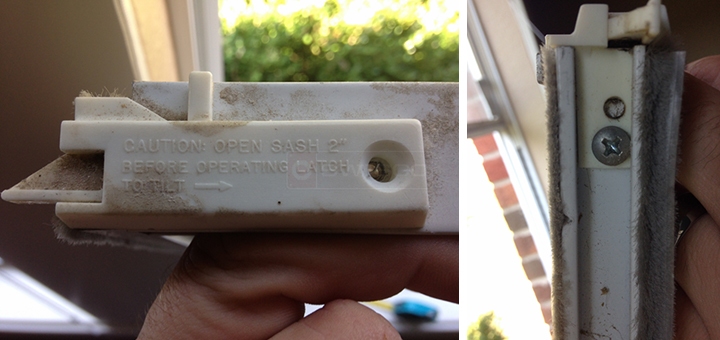 CAUTION: OPEN SASH 2"
BEFORE OPERATING LATCH
TO TILT →